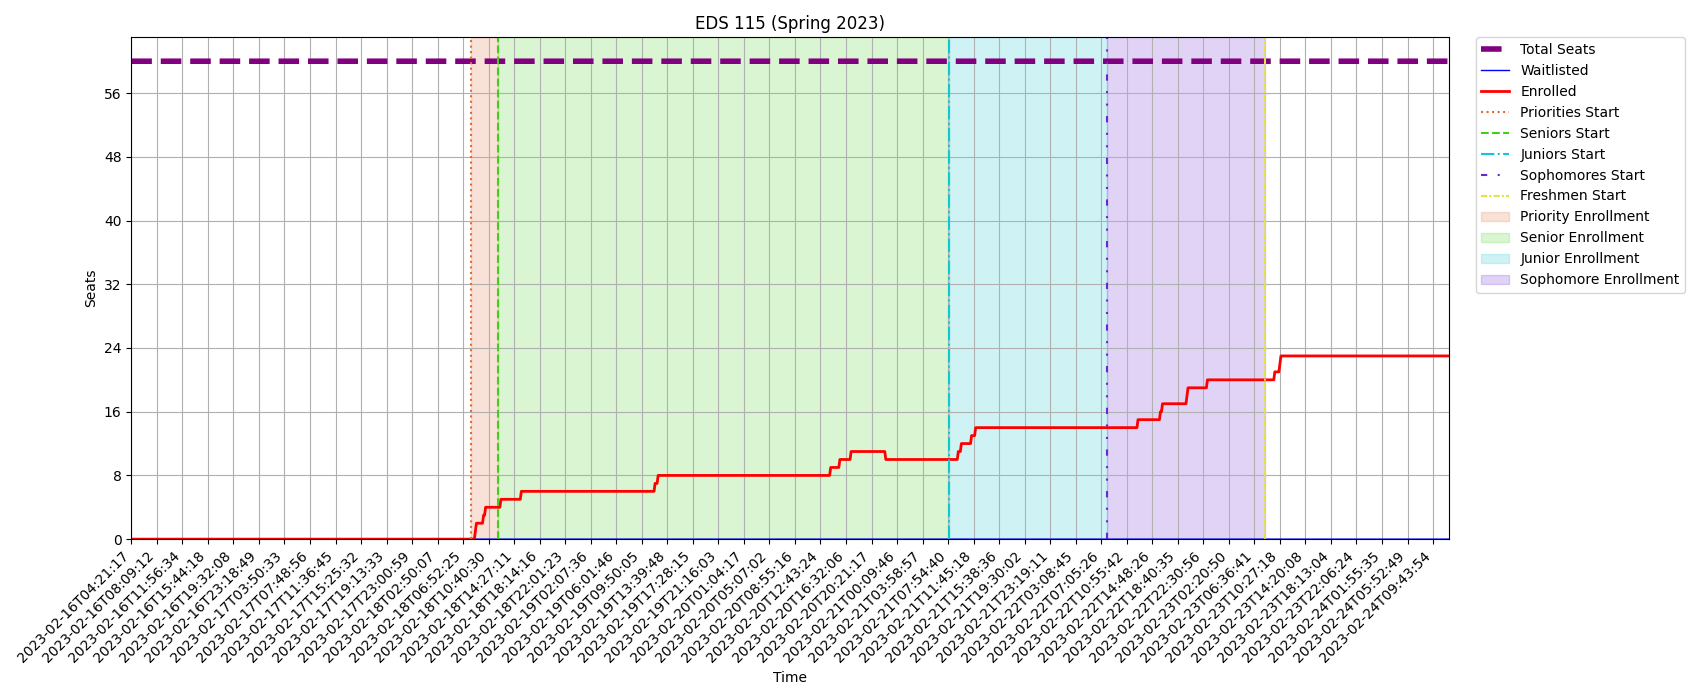 EDS 115 (Spring 2023)
Total Seats
Waitlisted
Enrolled
Priorities Start
Seniors Start
Juniors Start
Sophomores Start
Freshmen Start
Priority Enrollment
Senior Enrollment
Junior Enrollment
Sophomore Enrollment
Seats
56
48
40
32
24
16
8
0
2023-02-16T04:21:17
2023-02-16T08:09:12
2023-02-16T11:56:34
2023-02-16T15:44:18
2023-02-16T19:32:08
2023-02-16T23:18:49
2023-02-17T03:50:33
2023-02-17T07:48:56
2023-02-17T11:36:45
2023-02-17T15:25:32
2023-02-17T19:13:33
2023-02-17T23:00:59
2023-02-18T02:50:07
2023-02-18T06:52:25
2023-02-18T10:40:30
2023-02-18T14:27:11
2023-02-18T18:14:16
2023-02-18T22:01:23
2023-02-19T02:07:36
2023-02-19T06:01:46
2023-02-19T09:50:05
2023-02-19T13:39:48
2023-02-19T17:28:15
2023-02-19T21:16:03
2023-02-20T01:04:17
2023-02-20T05:07:02
2023-02-20T08:55:16
2023-02-20T12:43:24
2023-02-20T16:32:06
2023-02-20T20:21:17
2023-02-21T00:09:46
2023-02-21T03:58:57
2023-02-21T07:54:40
2023-02-21T11:45:18
2023-02-21T15:38:36
2023-02-21T19:30:02
2023-02-21T23:19:11
2023-02-22T03:08:45
2023-02-22T07:05:26
2023-02-22T10:55:42
2023-02-22T14:48:26
2023-02-22T18:40:35
2023-02-22T22:30:56
2023-02-23T02:20:50
2023-02-23T06:36:41
2023-02-23T10:27:18
2023-02-23T14:20:08
2023-02-23T18:13:04
2023-02-23T22:06:24
2023-02-24T01:55:35
2023-02-24T05:52:49
2023-02-24T09:43:54
Time